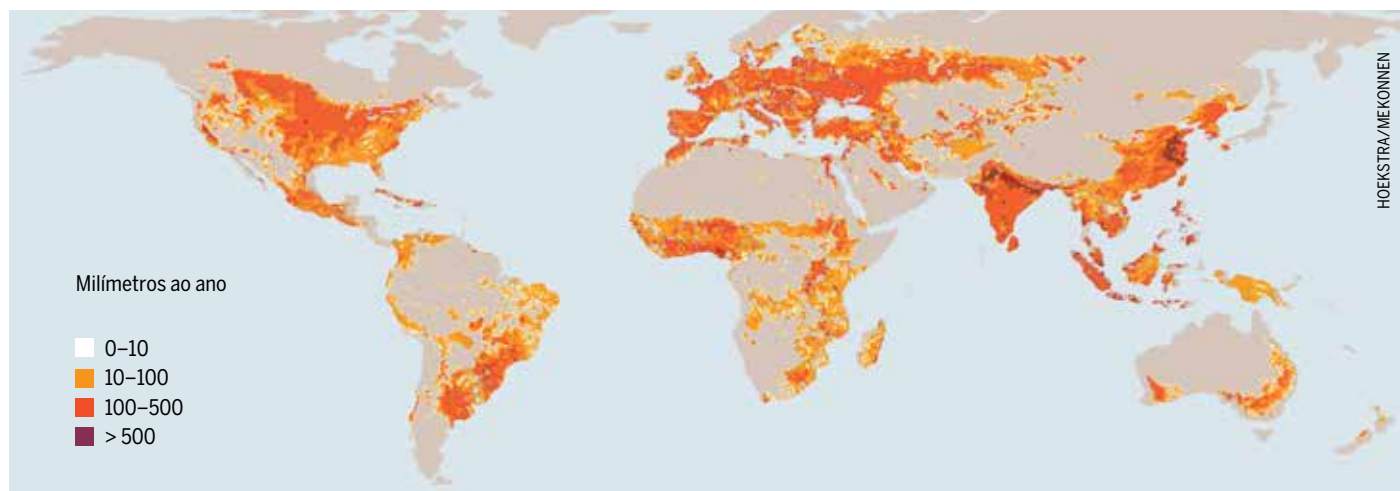 Milímetros ao ano
0–10
10–100
100–500
> 500
HOEKSTRA/MEKONNEN